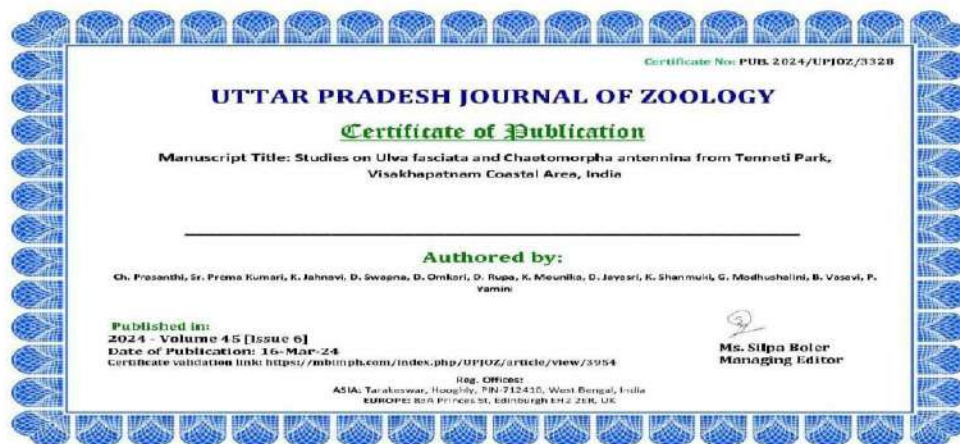 Certificate No: PUB. 2024/UPJOZ/3328
UTTAR PRADESH JOURNAL OF ZOOLOGY
Certificate of Publication
Manuscript Title: Studies on Ulva fasciata and Chaetomorpha antennina from Tenneti Park,
Visakhapatnam Coastal Area, India
Authored by:
Ch. Prasanthi, Sr. Prema Kumari, K. Jahnavi, D. Swapna, D. Omkari, D. Rupa, K. Mounika, D. Jayasri, K. Shanmuki, G. Madhushalini, B. Vasavi, P.
Yamini
Published in:
2024 - Volume 45 [Issue 6]
Date of Publication: 16-Mar-24
Certificate validation link: https://mbimph.com/index.php/UPJOZ/article/view/3954
Ms. Silpa Boler
Managing Editor
Reg. Offices:
ASIA: Tarakeswar, Hooghly, PIN-712410, West Bengal, India
EUROPE: Princes St, Edinburgh EH2 2ER, UK